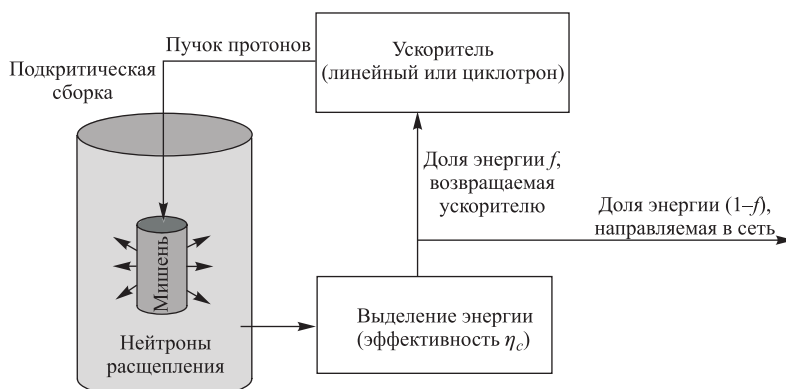 Пучок протонов
Ускоритель
(линейный или циклотрон)
Подкритическая
сборка
Доля энергии f,
возвращаемая
ускорителю
Доля энергии (1–f),
направляемая в сеть
Мишень
Выделение энергии
(эффективность ηc)
Нейтроны
расщепления